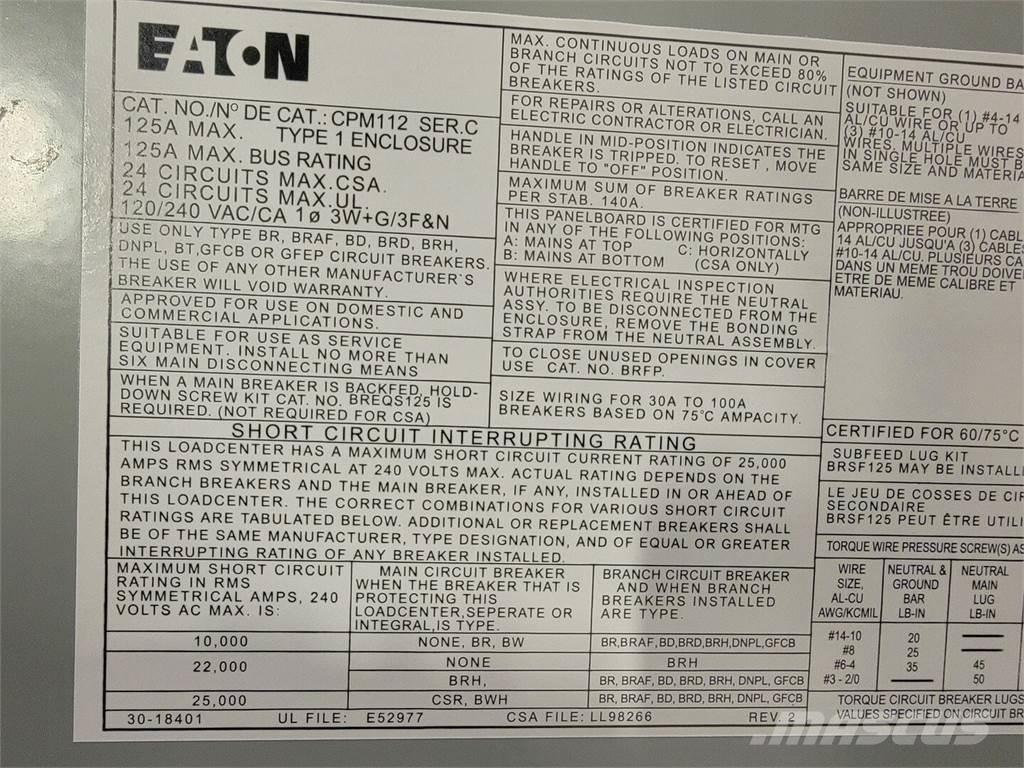 EATON
CAT. NO./Nº DE CAT.: CPM112 SER.C
125A MAX. TYPE 1 ENCLOSURE
125A MAX. BUS RATING
24 CIRCUITS MAX.CSA.
24 CIRCUITS MAX.UL.
120/240 VAC/CA 1ø 3W+G/3F&N
USE ONLY TYPE BR, BRAF, BD, BRD, BRH,
DNPL, BT,GFCB OR GFEP CIRCUIT BREAKERS.
THE USE OF ANY OTHER MANUFACTURER`S
BREAKER WILL VOID WARRANTY.
APPROVED FOR USE ON DOMESTIC AND
COMMERCIAL APPLICATIONS.
SUITABLE FOR USE AS SERVICE
EQUIPMENT. INSTALL NO MORE THAN
SIX MAIN DISCONNECTING MEANS
WHEN A MAIN BREAKER IS BACKFED, HOLD-
DOWN SCREW KIT CAT. NO. BREQS125 IS
REQUIRED. (NOT REQUIRED FOR CSA)
MAX. CONTINUOUS LOADS ON MAIN OR
BRANCH CIRCUITS NOT TO EXCEED 80%
OF THE RATINGS OF THE LISTED CIRCUIT
BREAKERS.
FOR REPAIRS OR ALTERATIONS, CALL AN
ELECTRIC CONTRACTOR OR ELECTRICIAN.
HANDLE IN MID-POSITION INDICATES THE
BREAKER IS TRIPPED. TO RESET , MOVE
HANDLE TO "OFF" POSITION.
MAXIMUM SUM OF BREAKER RATINGS
PER STAB. 140A.
THIS PANELBOARD IS CERTIFIED FOR MTG
IN ANY OF THE FOLLOWING POSITIONS:
A: MAINS AT TOP C: HORIZONTALLY
B: MAINS AT BOTTOM (CSA ONLY)
WHERE ELECTRICAL INSPECTION
AUTHORITIES REQUIRE THE NEUTRAL
ASSY. TO BE DISCONNECTED FROM THE
ENCLOSURE, REMOVE THE BONDING
STRAP FROM THE NEUTRAL ASSEMBLY.
TO CLOSE UNUSED OPENINGS IN COVER
USE CAT. NO. BRFP.
SIZE WIRING FOR 30A TO 100A
BREAKERS BASED ON 75°C AMPACITY.
EQUIPMENT GROUND BA
(NOT SHOWN)
SUITABLE FOR (1) #4-14
AL/CU WIRE OR UP TO
(3) #10-14 AL/CU
WIRES, MULTIPLE WIRES
IN SINGLE HOLE MUST B
SAME SIZE AND MATERIA
BARRE DE MISE A LA TERRE
(NON-ILLUSTREE)
APPROPRIEE POUR (1) CABL
14 AL/CU JUSQU'A (3) CABLE
#10-14 AL/CU. PLUSIEURS CA
DANS UN MEME TROU DOIVE
ETRE DE MEME CALIBRE ET
MATERIAU.
SHORT CIRCUIT INTERRUPTING RATING
THIS LOADCENTER HAS A MAXIMUM SHORT CIRCUIT CURRENT RATING OF 25,000
AMPS RMS SYMMETRICAL AT 240 VOLTS MAX. ACTUAL RATING DEPENDS ON THE
BRANCH BREAKERS AND THE MAIN BREAKER, IF ANY, INSTALLED IN OR AHEAD OF
THIS LOADCENTER. THE CORRECT COMBINATIONS FOR VARIOUS SHORT CIRCUIT
RATINGS ARE TABULATED BELOW. ADDITIONAL OR REPLACEMENT BREAKERS SHALL
BE OF THE SAME MANUFACTURER, TYPE DESIGNATION, AND OF EQUAL OR GREATER
INTERRUPTING RATING OF ANY BREAKER INSTALLED.
MAXIMUM SHORT CIRCUIT
RATING IN RMS
SYMMETRICAL AMPS, 240
VOLTS AC MAX. IS:
MAIN CIRCUIT BREAKER
WHEN THE BREAKER THAT IS
PROTECTING THIS
LOADCENTER,SEPERATE OR
INTEGRAL,IS TYPE.
BRANCH CIRCUIT BREAKER
AND WHEN BRANCH
BREAKERS INSTALLED
ARE TYPE.
10,000 NONE, BR, BW BR,BRAF,BD,BRD,BRH,DNPL,GFCB
22,000 NONE BRH
BRH, BR, BRAF, BD, BRD, BRH, DNPL, GFCB
25,000 CSR, BWH BR, BRAF, BD, BRD, BRH, DNPL, GFCB
30-18401 UL FILE: E52977 CSA FILE: LL98266 REV. 2
CERTIFIED FOR 60/75°C
SUBFEED LUG KIT
BRSF125 MAY BE INSTALL
LE JEU DE COSSES DE CIR
SECONDAIRE
BRSF125 PEUT ÊTRE UTILI
TORQUE WIRE PRESSURE SCREW(S) AS
WIRE
SIZE,
AL-CU
AWG/KCMIL
NEUTRAL &
GROUND
BAR
LB-IN
NEUTRAL
MAIN
LUG
LB-IN
#14-10 20 —
#8 25 —
#6-4 35 45
#3 - 2/0 — 50
TORQUE CIRCUIT BREAKER LUGS
VALUES SPECIFIED ON CIRCUIT BR
MASCUS